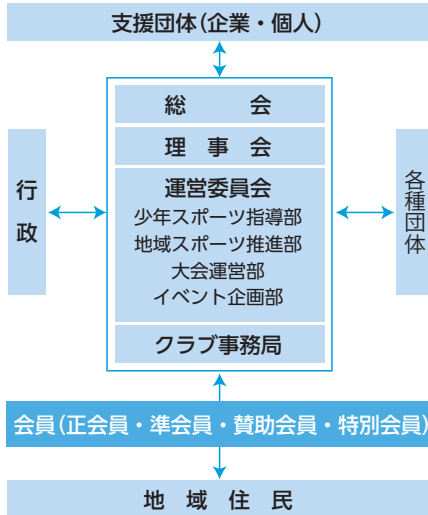 支援団体（企業・個人）
総会
理事会
行政
運営委員会
少年スポーツ指導部
地域スポーツ推進部
大会運営部
イベント企画部
各種団体
クラブ事務局
会員（正会員・準会員・賛助会員・特別会員）
地域住民